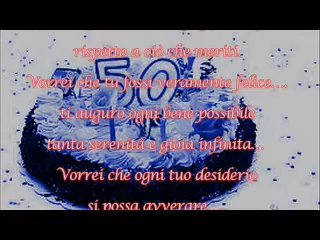 rispetto a ciò che meriti
Vorrei che tu fossi veramente felice...
50
ti auguro ogni bene possibile
tanta serenità e gioia infinita...
Vorrei che ogni tuo desiderio
si possa avverare...